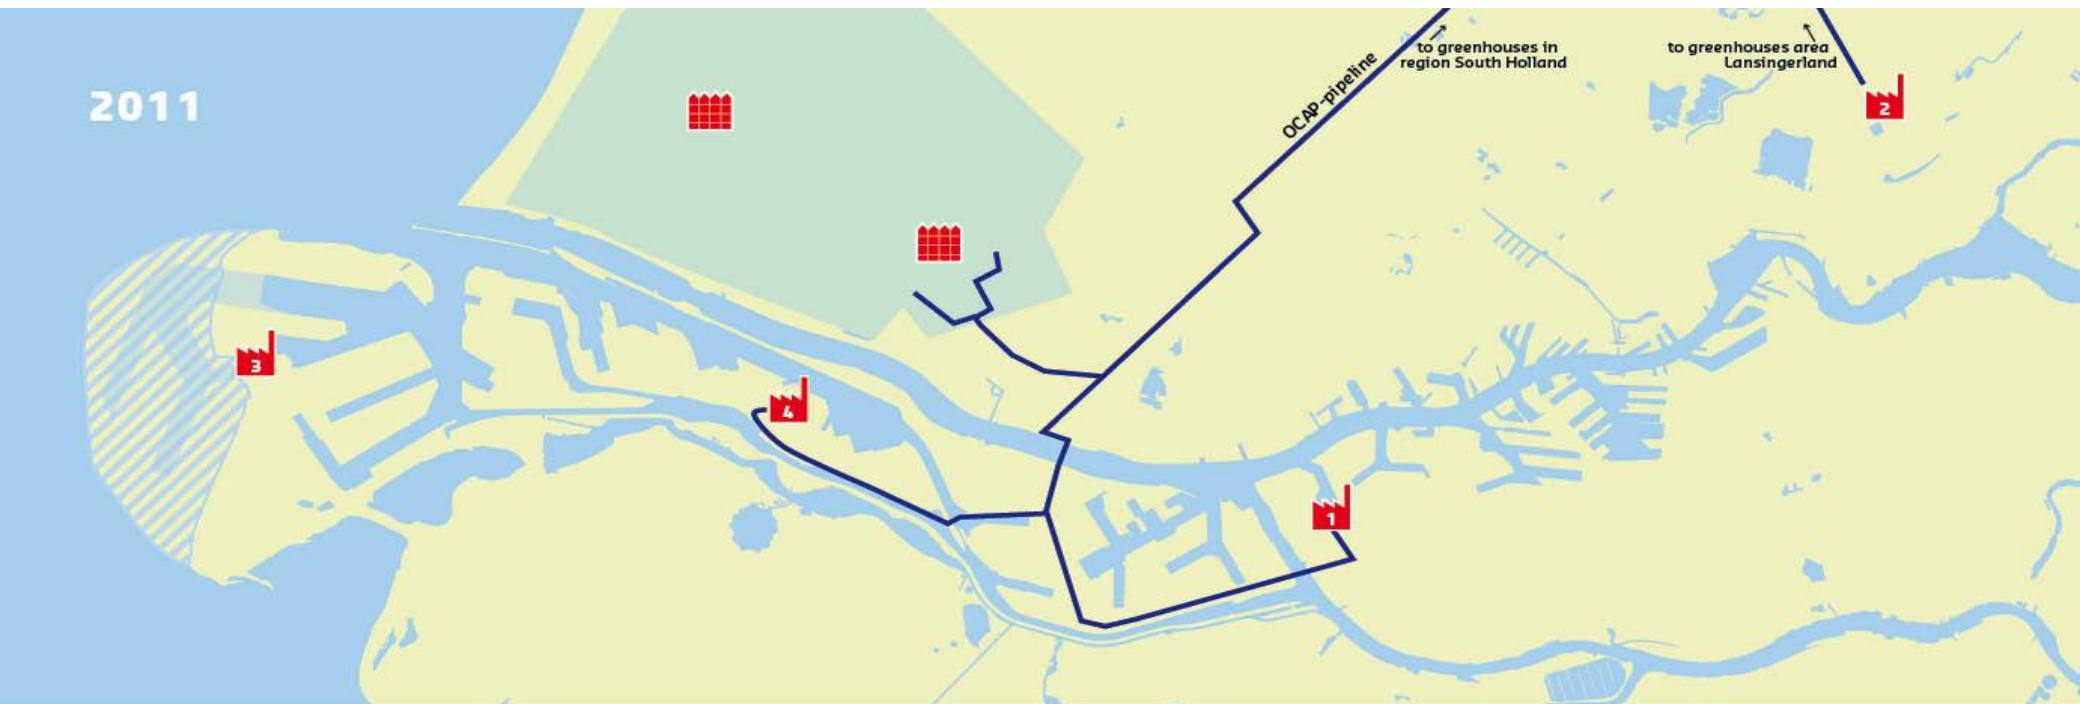 2011
OCAP-pipeline
to greenhouses in
region South Holland
to greenhouses area
Lansingerland
2
3
4
1